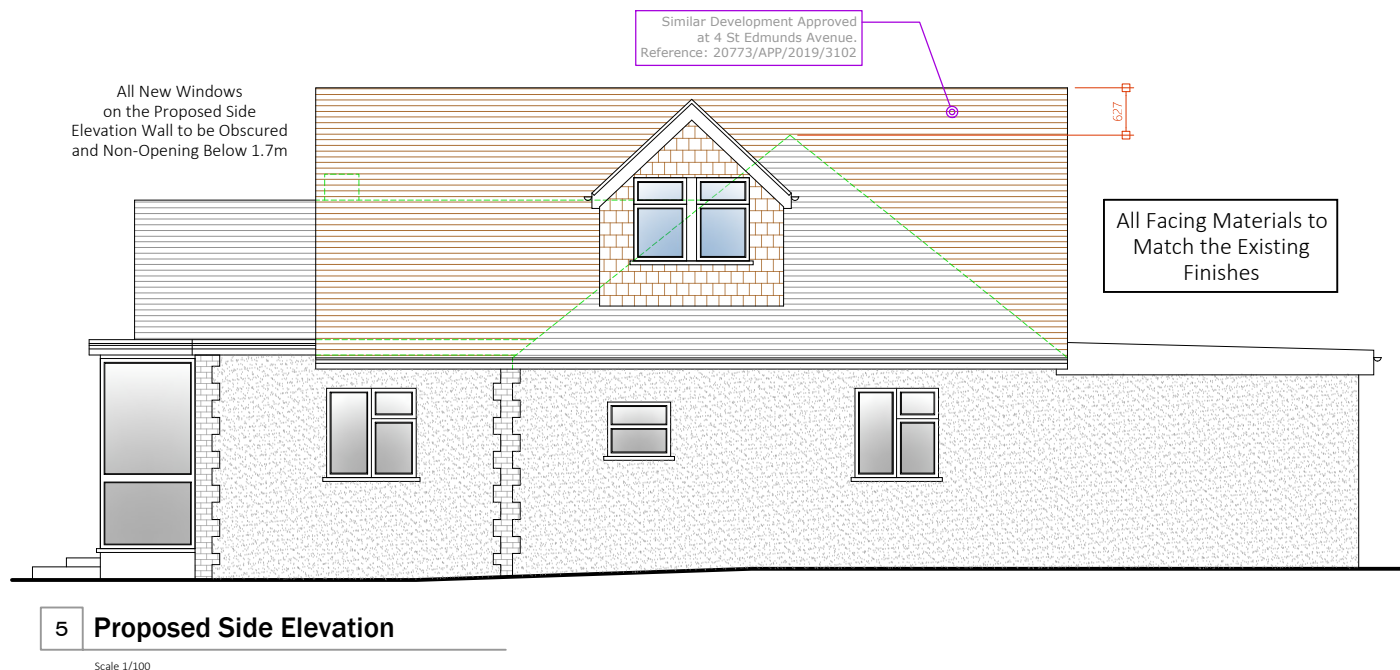 Similar Development Approved
at 4 St Edmunds Avenue.
Reference: 20773/APP/2019/3102
All New Windows
on the Proposed Side
Elevation Wall to be Obscured
and Non-Opening Below 1.7m
627
All Facing Materials to
Match the Existing
Finishes
5 Proposed Side Elevation
Scale 1/100